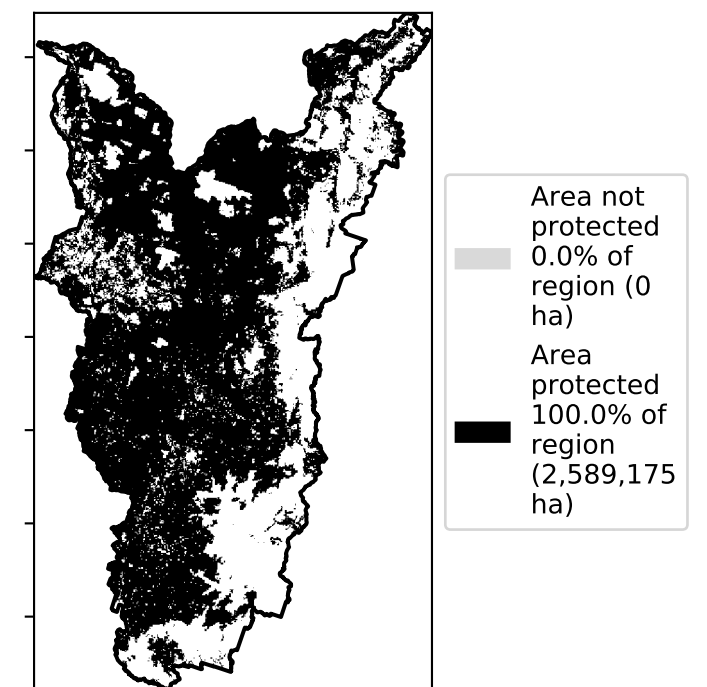 Area not
protected
0.0% of
region (0
ha)
Area
protected
100.0% of
region
(2,589,175
ha)